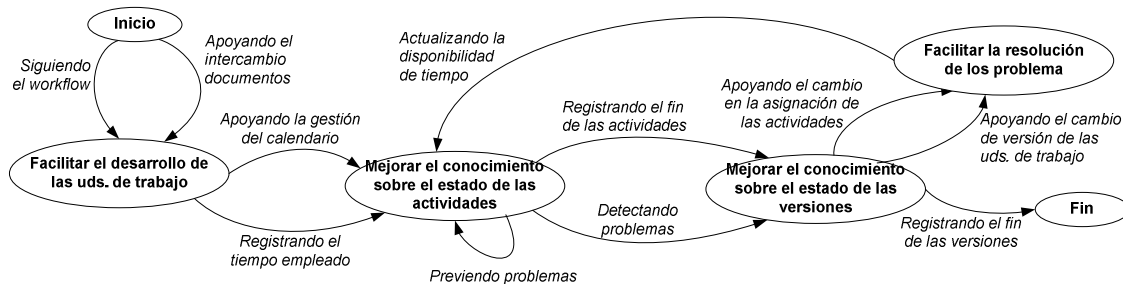 Inicio
Siguiendo
el workflow
Apoyando el
intercambio
documentos
Facilitar el desarrollo de
las uds. de trabajo
Apoyando la gestión
del calendario
Registrando el
tiempo empleado
Actualizando la
disponibilidad
de tiempo
Mejorar el conocimiento
sobre el estado de las
actividades
Previendo problemas
Registrando el fin
de las actividades
Detectando
problemas
Mejorar el conocimiento
sobre el estado de las
versiones
Apoyando el cambio
en la asignación de
las actividades
Facilitar la resolución
de los problema
Apoyando el cambio
de versión de las
uds. de trabajo
Registrando el fin
de las versiones
Fin